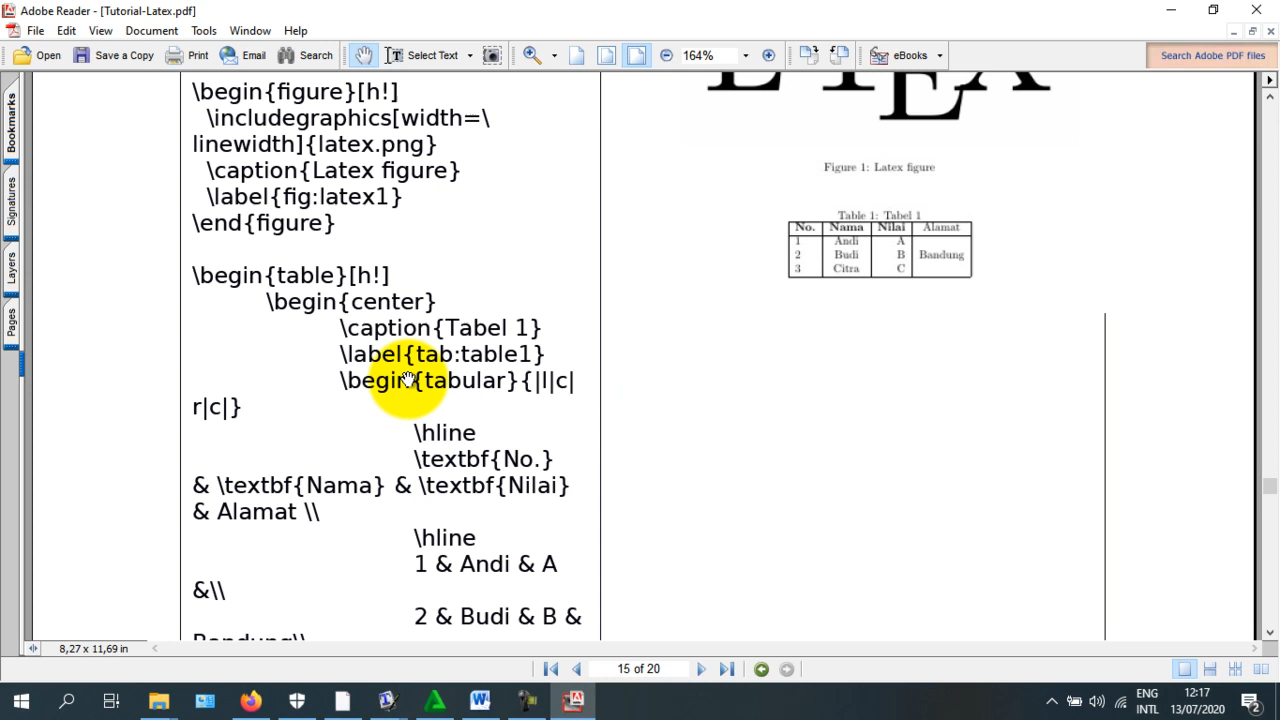 Adobe Reader - [Tutorial-Latex.pdf]
File Edit View Document Tools Window Help
Open Save a Copy Print Email Search Select Text 164% eBooks Search Adobe PDF files
Bookmarks
Signatures
Layers
Pages
\begin{figure}[h!]
\includegraphics[width=\
linewidth]{latex.png}
\caption{Latex figure}
\label{fig:latex1}
\end{figure}
\begin{table}[h!]
\begin{center}
\caption{Tabel 1}
\label{tab:table1}
\begin{tabular}{|l|c|
r|c|}
\hline
\textbf{No.}
& \textbf{Nama} & \textbf{Nilai}
& Alamat \\
\hline
1 & Andi & A
&\\
2 & Budi & B &
Bandung\\
LATEX
Figure 1: Latex figure
Table 1: Tabel 1
No. Nama Nilai Alamat
1 Andi A
2 Budi B Bandung
3 Citra C
8,27 x 11,69 in
15 of 20
ENG 12:17
INTL 13/07/2020
2